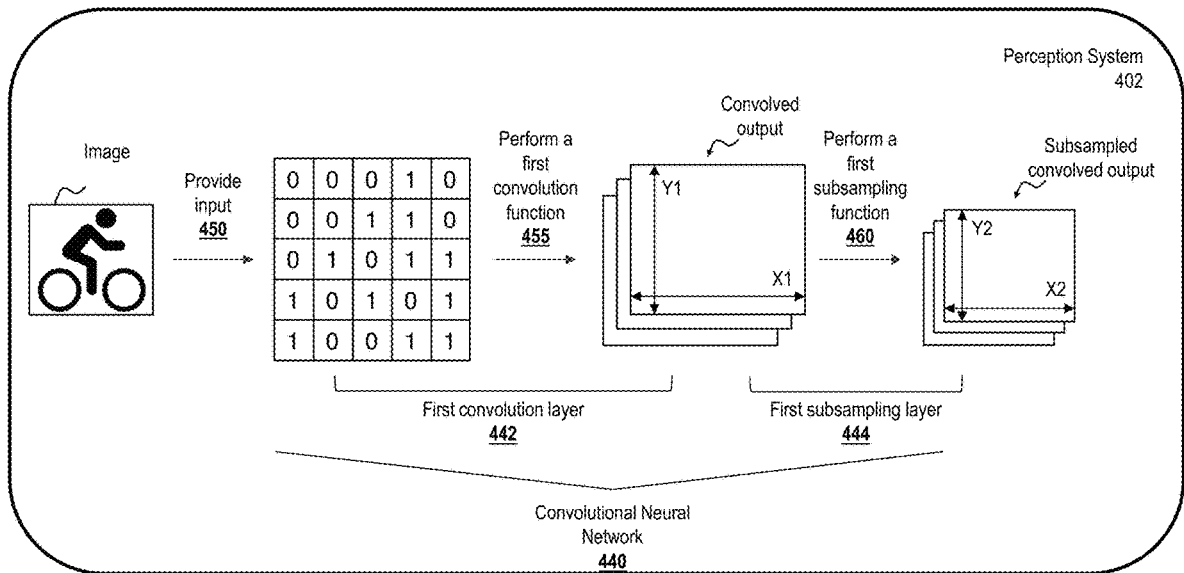 Perception System
402
Image
Provide
input
450
0 0 0 1 0
0 0 1 1 0
0 1 0 1 1
1 0 1 0 1
1 0 0 1 1
Perform a
first
convolution
function
455
Convolved
output
Y1
X1
Perform a
first
subsampling
function
460
Subsampled
convolved output
Y2
X2
First convolution layer
442
First subsampling layer
444
Convolutional Neural
Network
440